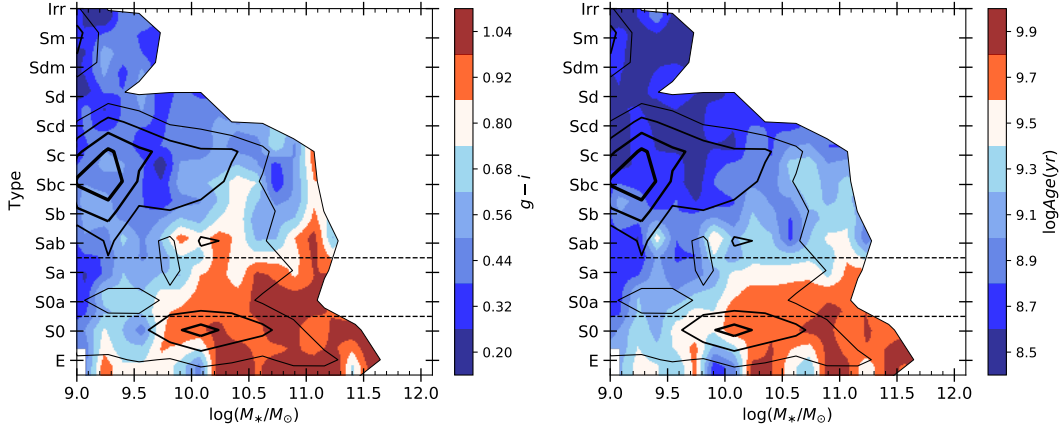 Irr
Sm
Sdm
Sd
Scd
Sc
Sbc
Sb
Sab
Sa
S0a
S0
E
Type
9.0 9.5 10.0 10.5 11.0 11.5 12.0
log(M∗/M⊙)
1.04
0.92
0.80
0.68
0.56
0.44
0.32
0.20
g − i
Irr
Sm
Sdm
Sd
Scd
Sc
Sbc
Sb
Sab
Sa
S0a
S0
E
9.0 9.5 10.0 10.5 11.0 11.5 12.0
log(M∗/M⊙)
9.9
9.7
9.5
9.3
9.1
8.9
8.7
8.5
logAge(yr)